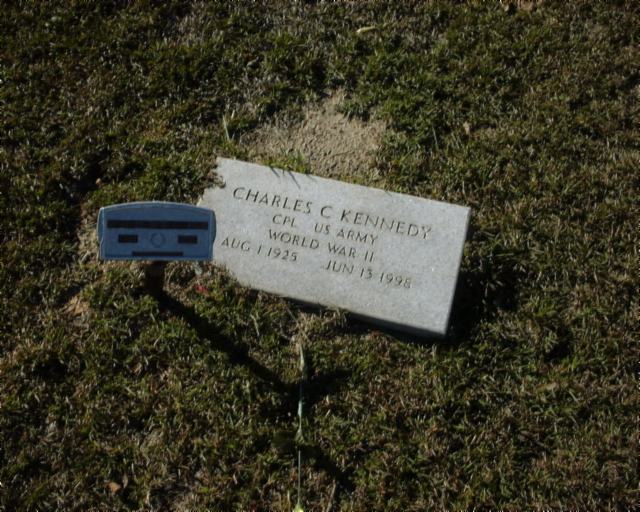 CHARLES C KENNEDY
CPL US ARMY
WORLD WAR II
AUG 1 1925 JUN 13 1998